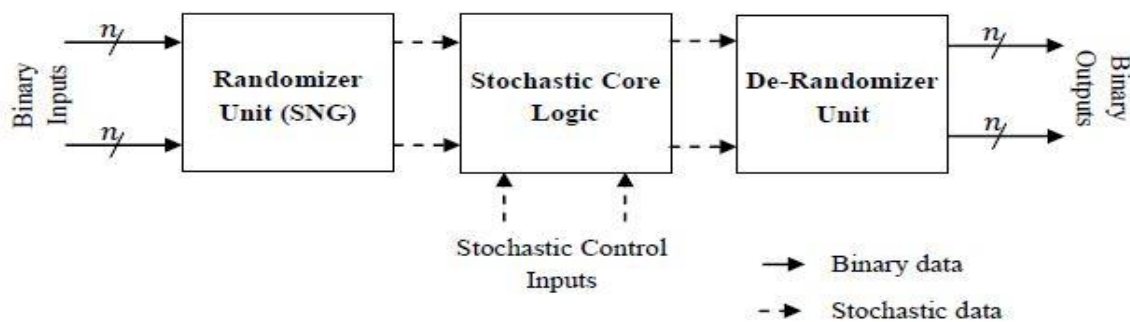 n
n
Binary
Inputs
Randomizer
Unit (SNG)
Stochastic Core
Logic
De-Randomizer
Unit
n
n
Binary
Outputs
Stochastic Control
Inputs
Binary data
Stochastic data